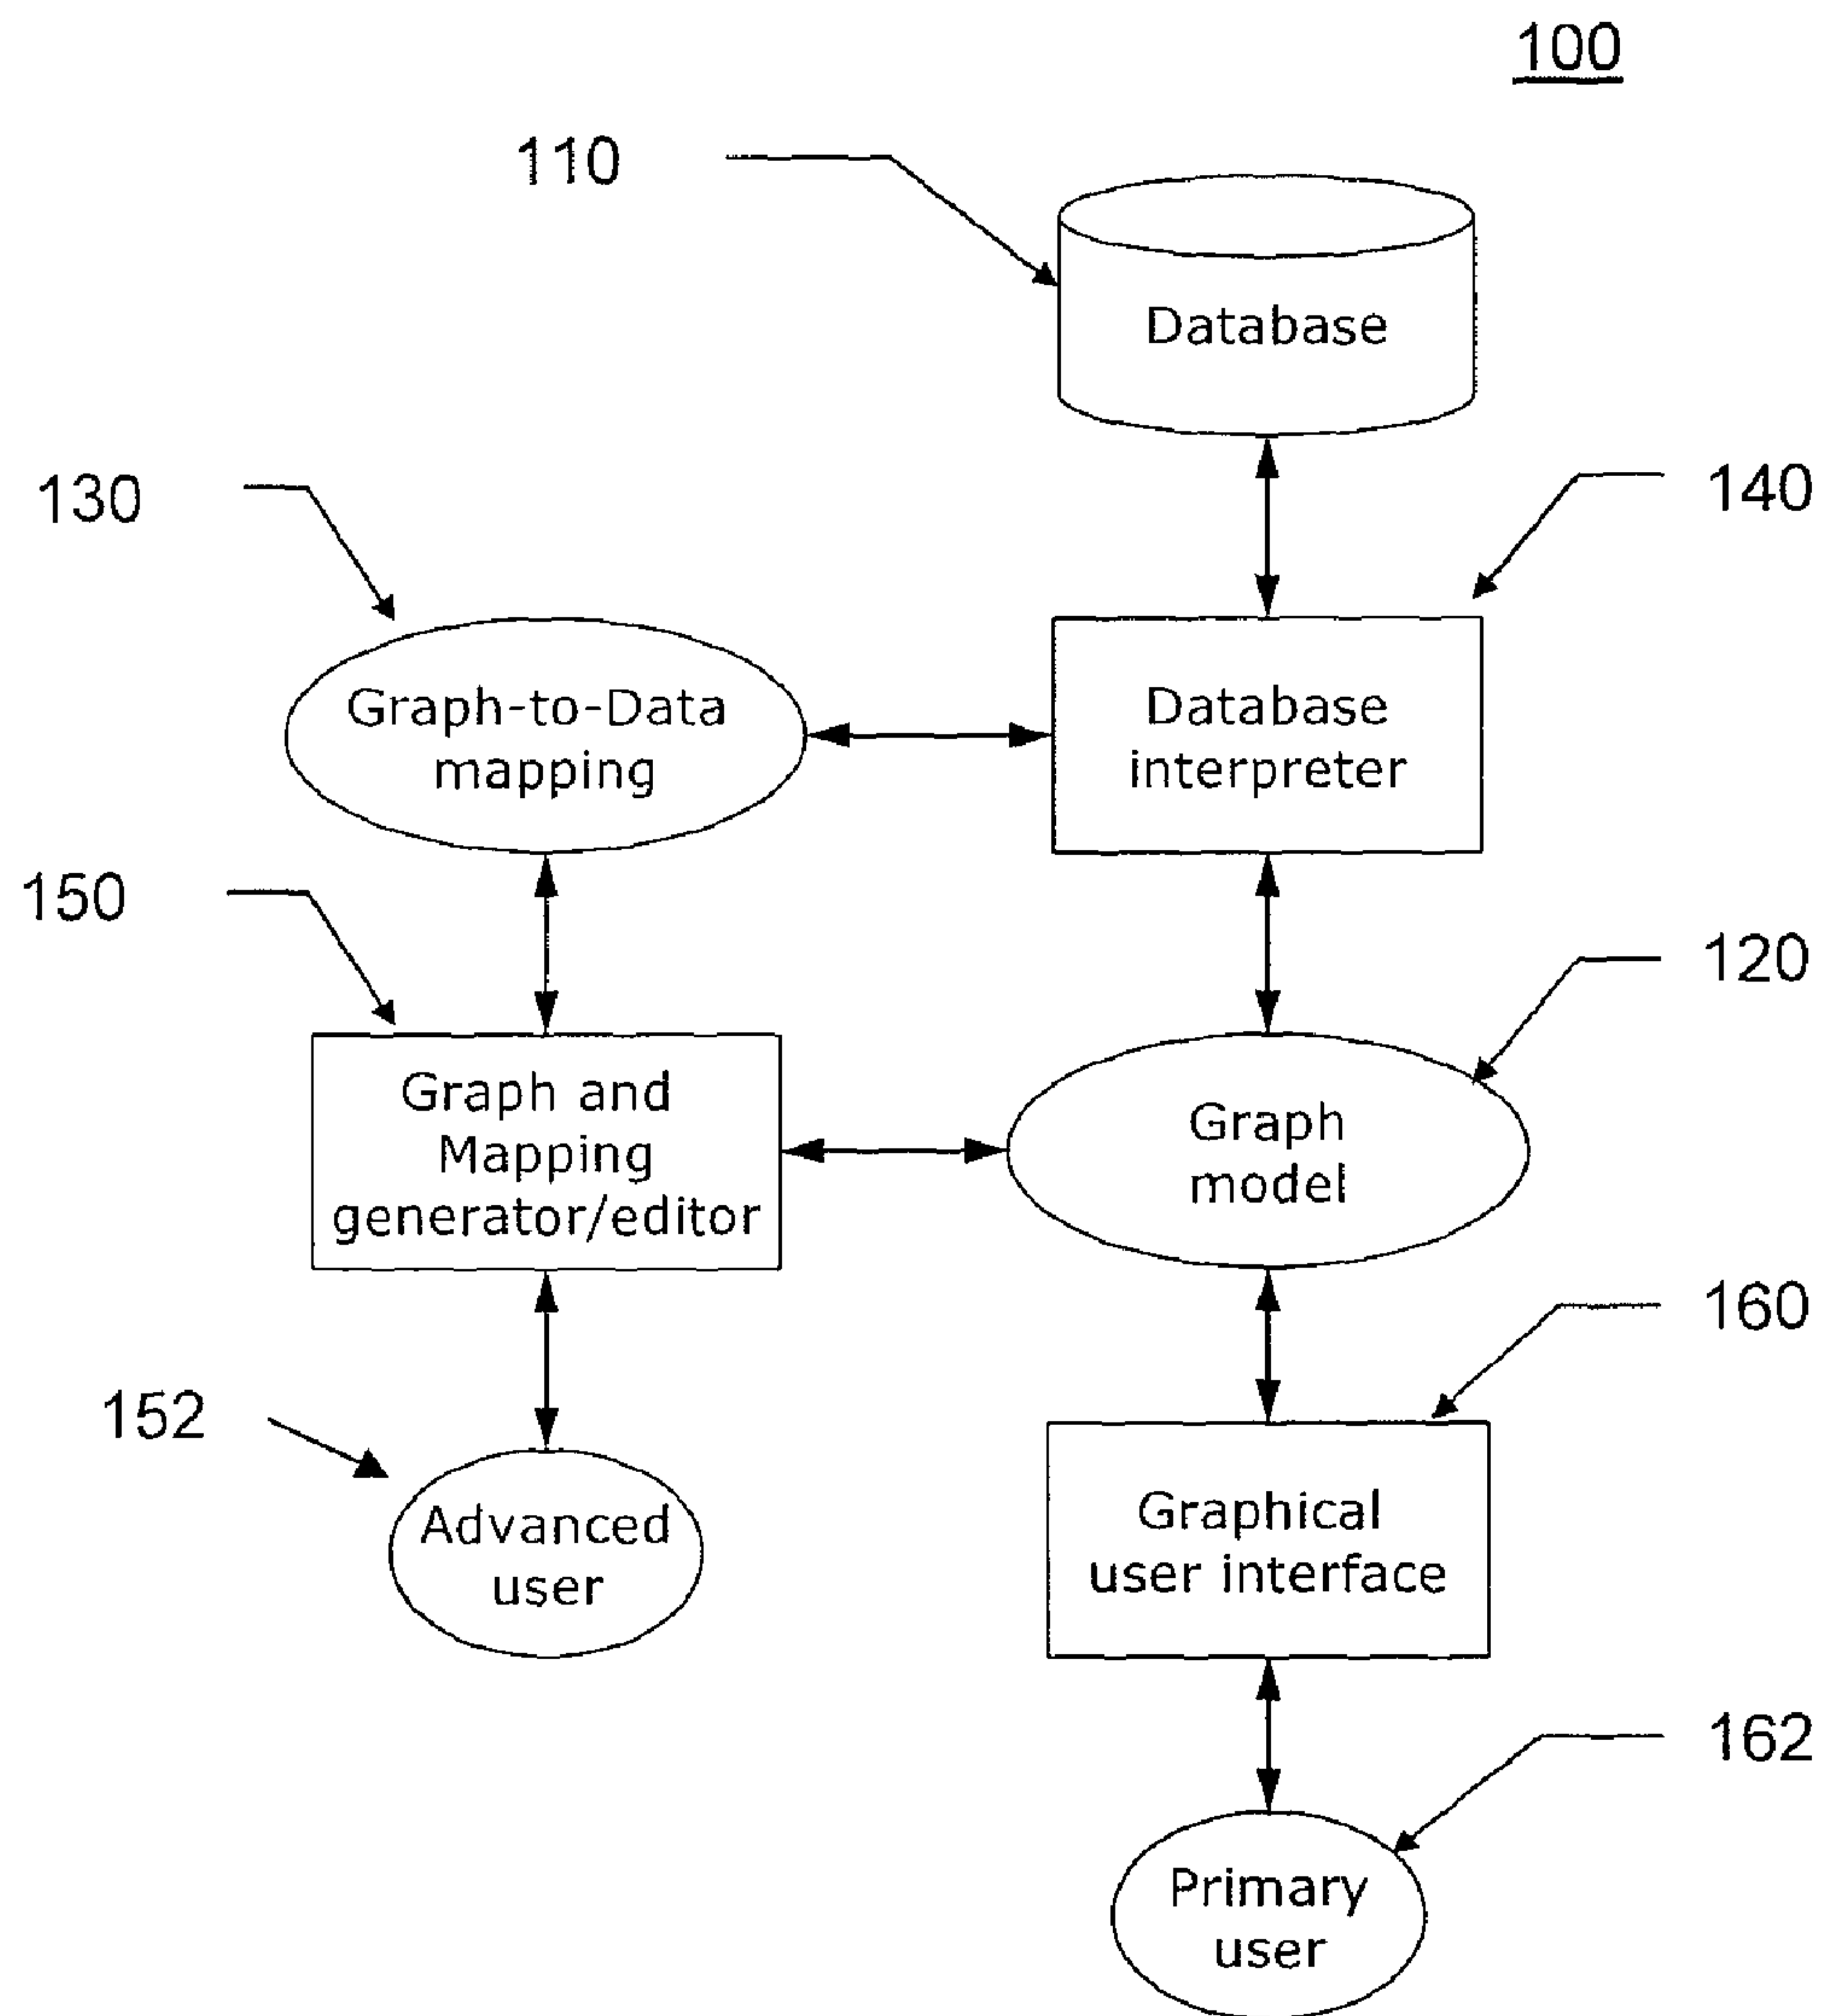 100
110
Database
130
140
Graph-to-Data
mapping
Database
interpreter
150
120
Graph and
Mapping
generator/editor
Graph
model
160
152
Advanced
user
Graphical
user interface
162
Primary
user